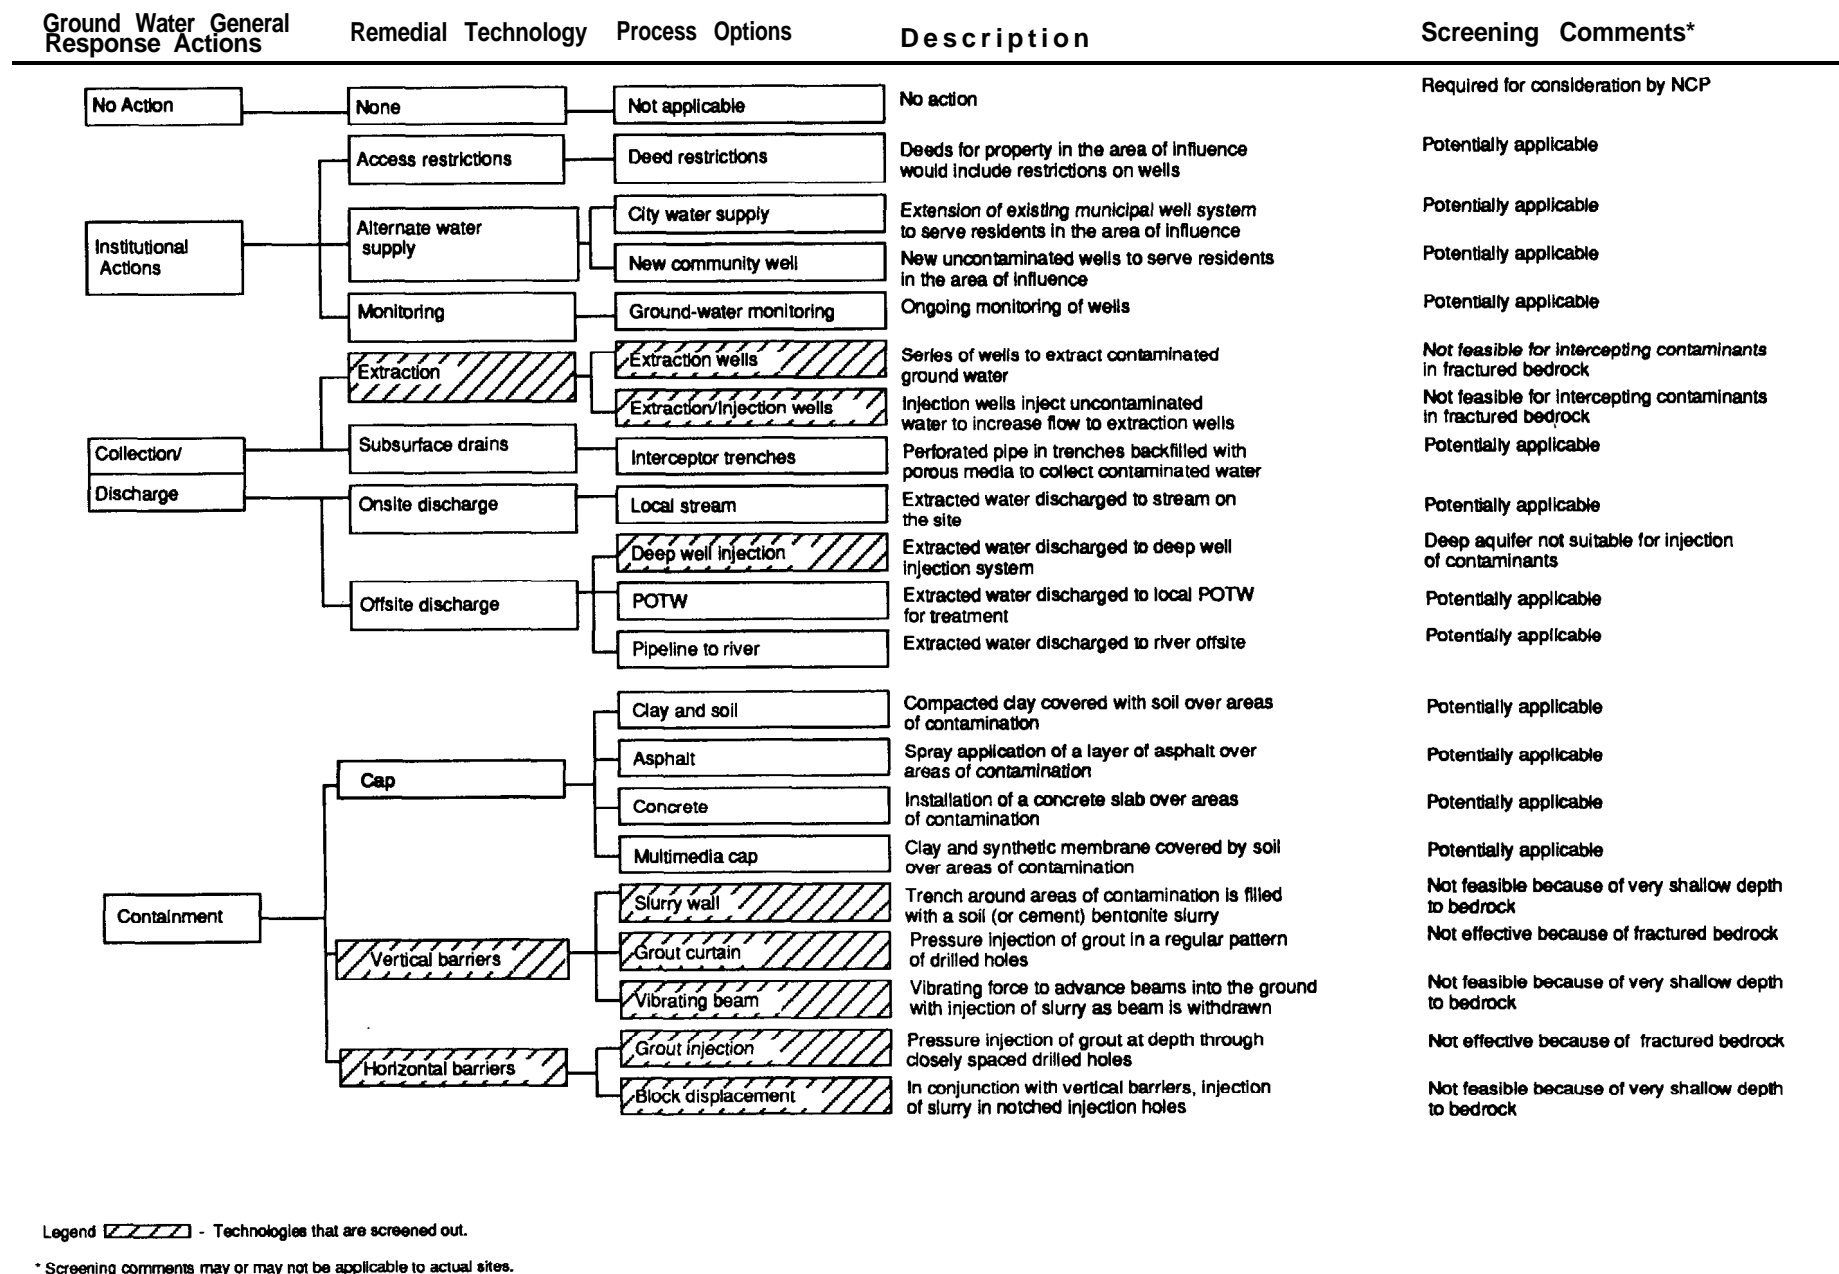 Ground Water General
Response Actions
Remedial Technology
Process Options
Description
Screening Comments*
No Action
None
Not applicable
No action
Required for consideration by NCP
Institutional
Actions
Access restrictions
Deed restrictions
Deeds for property in the area of influence
would include restrictions on wells
Potentially applicable
Alternate water
supply
City water supply
Extension of existing municipal well system
to serve residents in the area of influence
Potentially applicable
New community well
New uncontaminated wells to serve residents
in the area of influence
Potentially applicable
Monitoring
Ground-water monitoring
Ongoing monitoring of wells
Potentially applicable
Collection/
Discharge
Extraction
Extraction wells
Series of wells to extract contaminated
ground water
Not feasible for intercepting contaminants
in fractured bedrock
Extraction/Injection wells
Injection wells inject uncontaminated
water to increase flow to extraction wells
Not feasible for intercepting contaminants
in fractured bedrock
Subsurface drains
Interceptor trenches
Perforated pipe in trenches backfilled with
porous media to collect contaminated water
Potentially applicable
Onsite discharge
Local stream
Extracted water discharged to stream on
the site
Potentially applicable
Offsite discharge
Deep well injection
Extracted water discharged to deep well
injection system
Deep aquifer not suitable for injection
of contaminants
POTW
Extracted water discharged to local POTW
for treatment
Potentially applicable
Pipeline to river
Extracted water discharged to river offsite
Potentially applicable
Containment
Cap
Clay and soil
Compacted clay covered with soil over areas
of contamination
Potentially applicable
Asphalt
Spray application of a layer of asphalt over
areas of contamination
Potentially applicable
Concrete
Installation of a concrete slab over areas
of contamination
Potentially applicable
Multimedia cap
Clay and synthetic membrane covered by soil
over areas of contamination
Potentially applicable
Vertical barriers
Slurry wall
Trench around areas of contamination is filled
with a soil (or cement) bentonite slurry
Not feasible because of very shallow depth
to bedrock
Grout curtain
Pressure injection of grout in a regular pattern
of drilled holes
Not effective because of fractured bedrock
Vibrating beam
Vibrating force to advance beams into the ground
with injection of slurry as beam is withdrawn
Not feasible because of very shallow depth
to bedrock
Horizontal barriers
Grout injection
Pressure injection of grout at depth through
closely spaced drilled holes
Not effective because of fractured bedrock
Block displacement
In conjunction with vertical barriers, injection
of slurry in notched injection holes
Not feasible because of very shallow depth
to bedrock
Legend - Technologies that are screened out.
* Screening comments may or may not be applicable to actual sites.